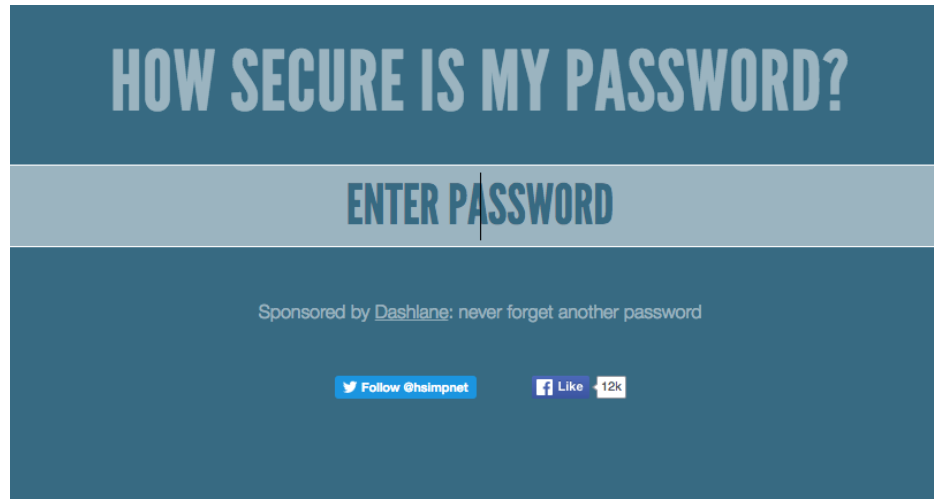 HOW SECURE IS MY PASSWORD?
ENTER PASSWORD
Sponsored by Dashlane: never forget another password
Follow @hsimpnet Like 12k